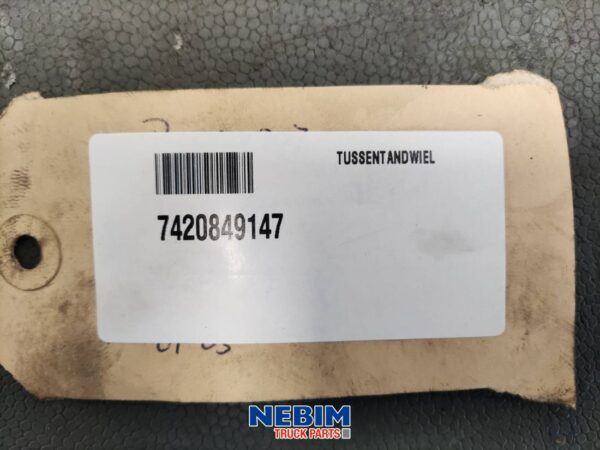 TUSSENTANDWIEL
7420849147
NEBIM
TRUCK PARTS